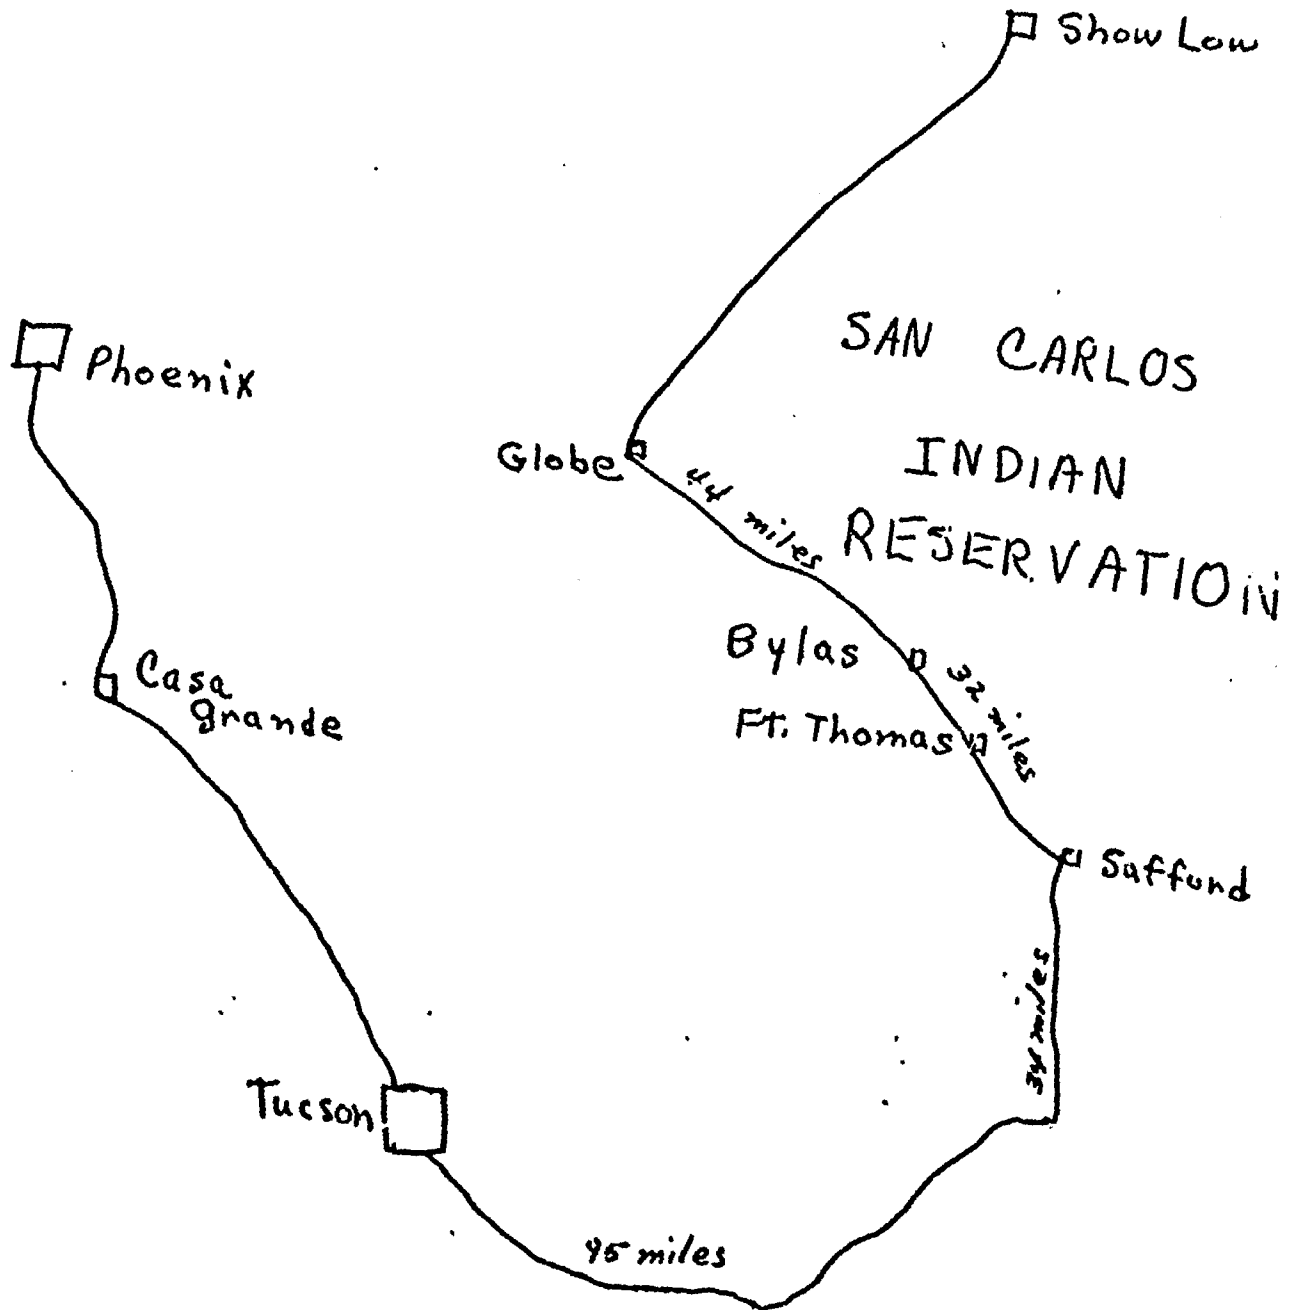 Show Low
SAN CARLOS
INDIAN
RESERVATION
Phoenix
Globe
44 miles
Bylas
32 miles
Ft. Thomas
Casa
grande
Saffund
34 miles
Tucson
95 miles